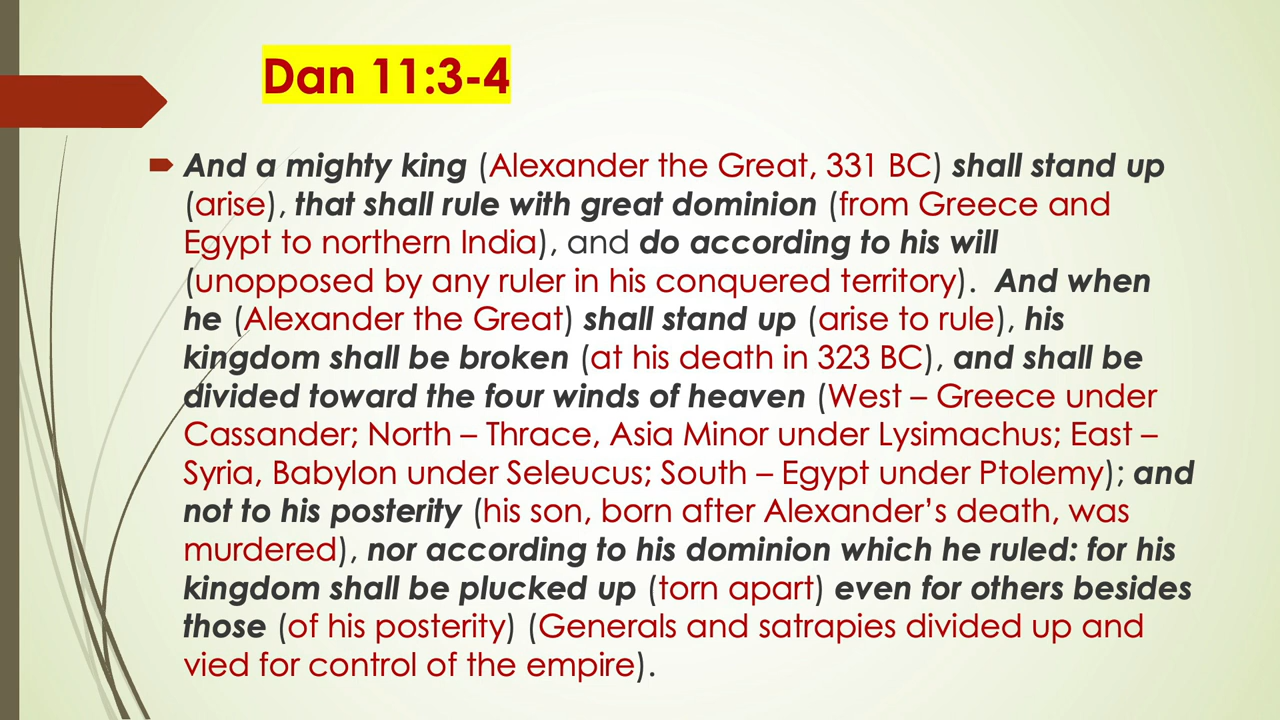 Dan 11:3-4
And a mighty king (Alexander the Great, 331 BC) shall stand up
(arise), that shall rule with great dominion (from Greece and
Egypt to northern India), and do according to his will
(unopposed by any ruler in his conquered territory).  And when
he (Alexander the Great) shall stand up (arise to rule), his
kingdom shall be broken (at his death in 323 BC), and shall be
divided toward the four winds of heaven (West – Greece under
Cassander; North – Thrace, Asia Minor under Lysimachus; East –
Syria, Babylon under Seleucus; South – Egypt under Ptolemy); and
not to his posterity (his son, born after Alexander’s death, was
murdered), nor according to his dominion which he ruled: for his
kingdom shall be plucked up (torn apart) even for others besides
those (of his posterity) (Generals and satrapies divided up and
vied for control of the empire).